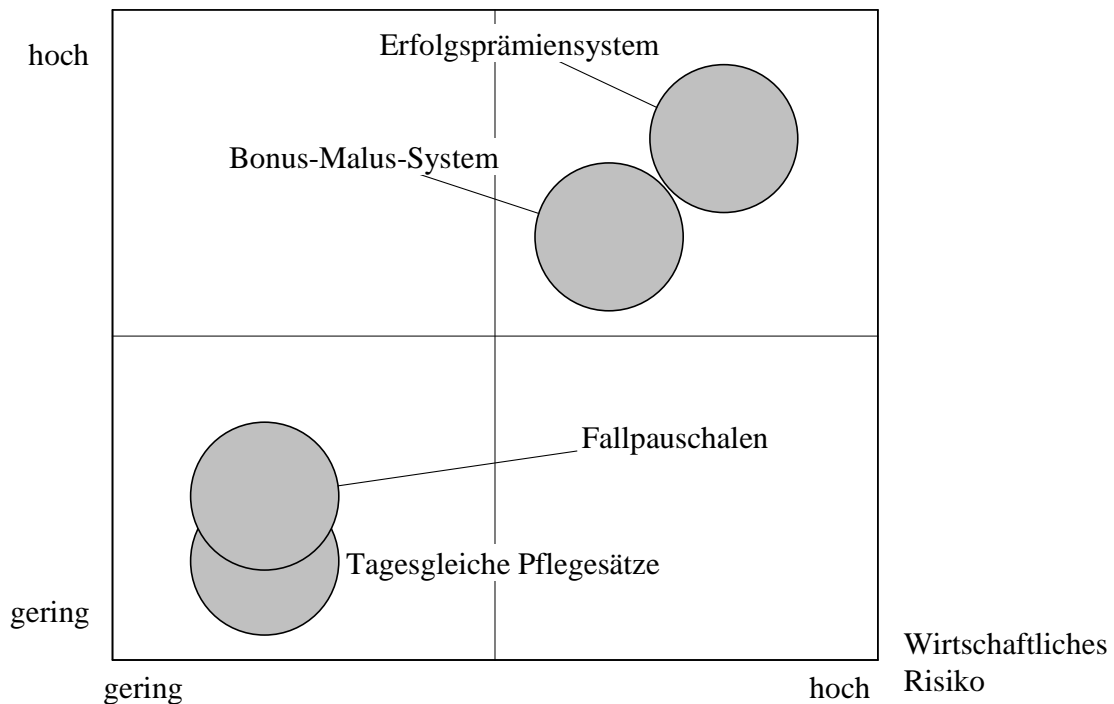 hoch
Erfolgsprämiensystem
Bonus-Malus-System
Fallpauschalen
Tagesgleiche Pflegesätze
gering
gering
hoch
Wirtschaftliches
Risiko